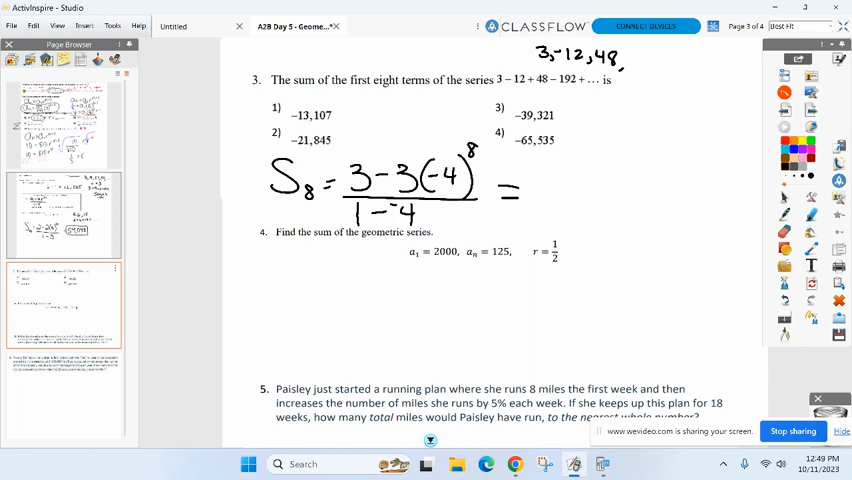 ActivInspire - Studio
File Edit View Insert Tools Help
Untitled
A2B Day 5 - Geome...*
CLASSFLOW
CONNECT DEVICES
Page 3 of 4
Best Fit
Page Browser
3, -12, 48,
3. The sum of the first eight terms of the series 3 − 12 + 48 − 192 + … is
1) −13,107
3) −39,321
2) −21,845
4) −65,535
S₈ = 3 - 3(-4)⁸ / 1 - -4 =
4. Find the sum of the geometric series.
a₁ = 2000, aₙ = 125, r = 1/2
5. Paisley just started a running plan where she runs 8 miles the first week and then
increases the number of miles she runs by 5% each week. If she keeps up this plan for 18
weeks, how many total miles would Paisley have run, to the nearest whole number?
www.wevideo.com is sharing your screen.
Stop sharing
Hide
Search
12:49 PM
10/11/2023